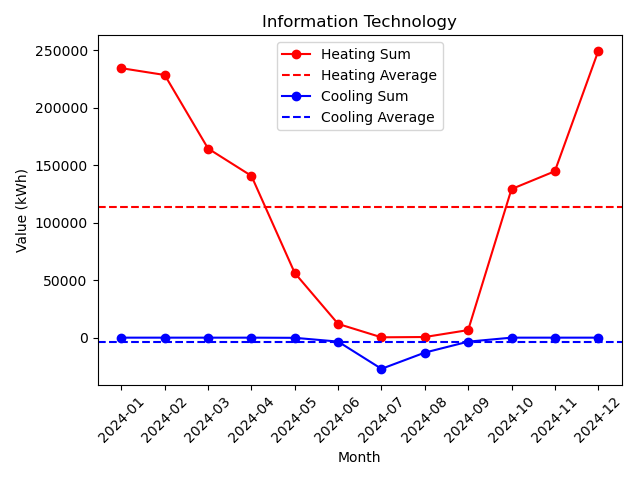 Information Technology
Heating Sum
Heating Average
Cooling Sum
Cooling Average
Value (kWh)
250000
200000
150000
100000
50000
0
2024-01
2024-02
2024-03
2024-04
2024-05
2024-06
2024-07
2024-08
2024-09
2024-10
2024-11
2024-12
Month